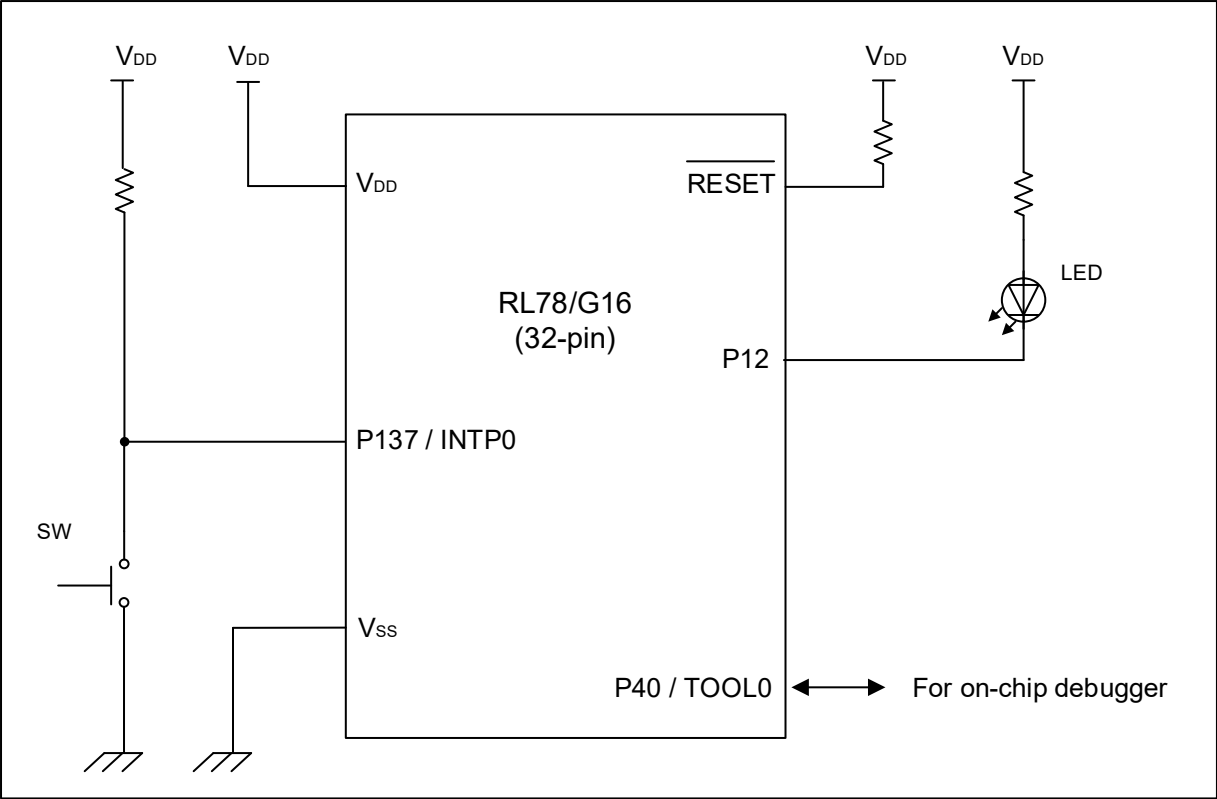 VDD
VDD
VDD
VDD
VDD
RESET
LED
RL78/G16
(32-pin)
P12
P137 / INTP0
SW
VSS
P40 / TOOL0
For on-chip debugger